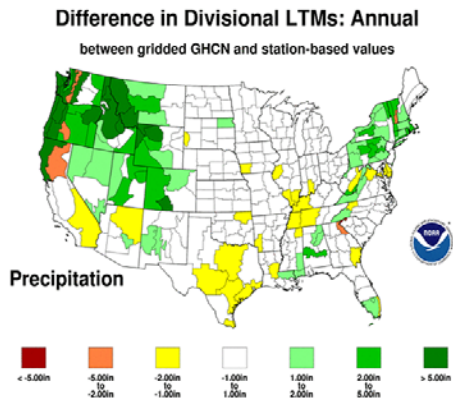 Difference in Divisional LTMs: Annual
between gridded GHCN and station-based values
NOAA
Precipitation
< -5.00in
-5.00in
to
-2.00in
-2.00in
to
-1.00in
-1.00in
to
1.00in
1.00in
to
2.00in
2.00in
to
5.00in
> 5.00in